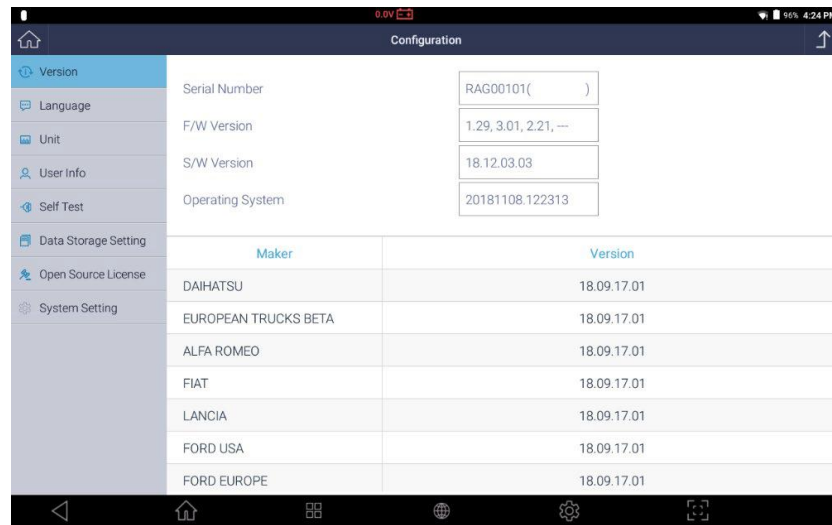 0.0V
96% 4:24 PM
Configuration
Version
Language
Unit
User Info
Self Test
Data Storage Setting
Open Source License
System Setting
Serial Number RAG00101( )
F/W Version 1.29, 3.01, 2.21, ---
S/W Version 18.12.03.03
Operating System 20181108.122313
Maker Version
DAIHATSU 18.09.17.01
EUROPEAN TRUCKS BETA 18.09.17.01
ALFA ROMEO 18.09.17.01
FIAT 18.09.17.01
LANCIA 18.09.17.01
FORD USA 18.09.17.01
FORD EUROPE 18.09.17.01